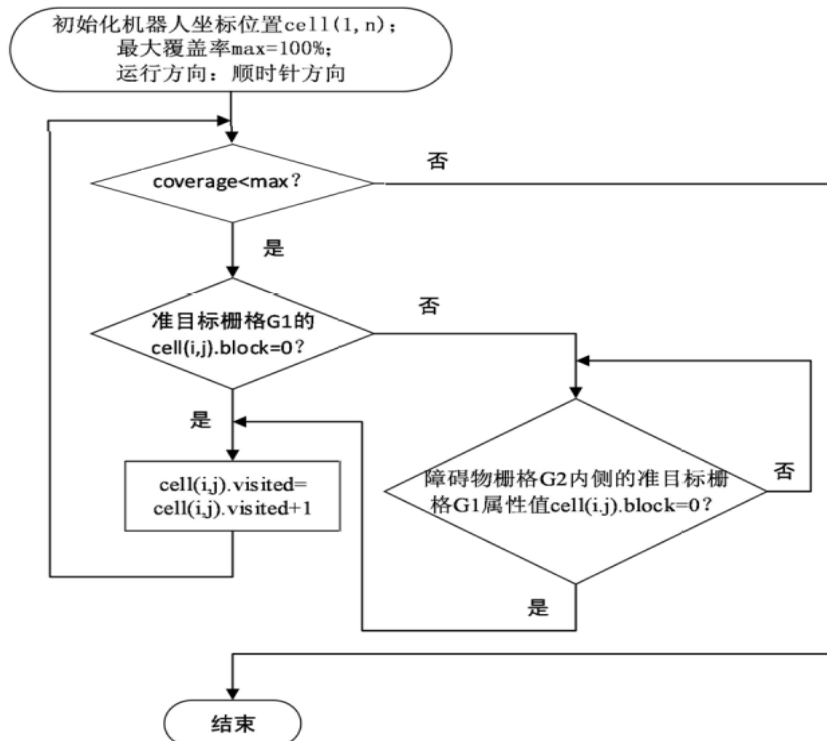 初始化机器人坐标位置cell(1,n);
最大覆盖率max=100%;
运行方向：顺时针方向
coverage<max?
否
是
准目标栅格G1的
cell(i,j).block=0?
否
是
cell(i,j).visited=
cell(i,j).visited+1
障碍物栅格G2内侧的准目标栅
格G1属性值cell(i.j).block=0?
否
是
结束